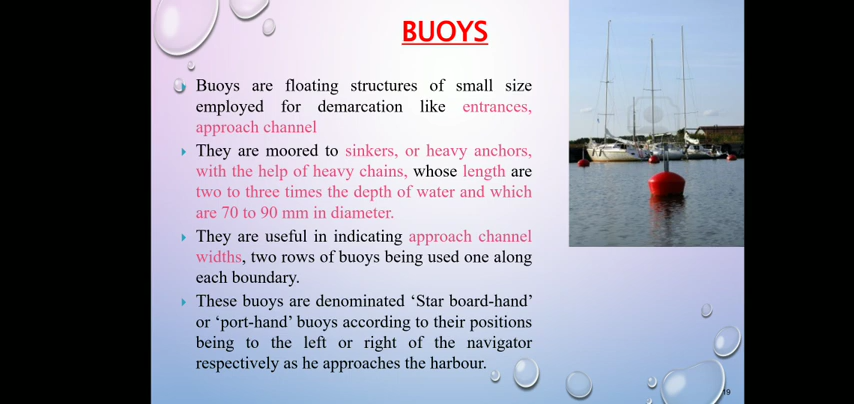 BUOYS
Buoys are floating structures of small size
employed for demarcation like entrances,
approach channel
They are moored to sinkers, or heavy anchors,
with the help of heavy chains, whose length are
two to three times the depth of water and which
are 70 to 90 mm in diameter.
They are useful in indicating approach channel
widths, two rows of buoys being used one along
each boundary.
These buoys are denominated ‘Star board-hand’
or ‘port-hand’ buoys according to their positions
being to the left or right of the navigator
respectively as he approaches the harbour.
19